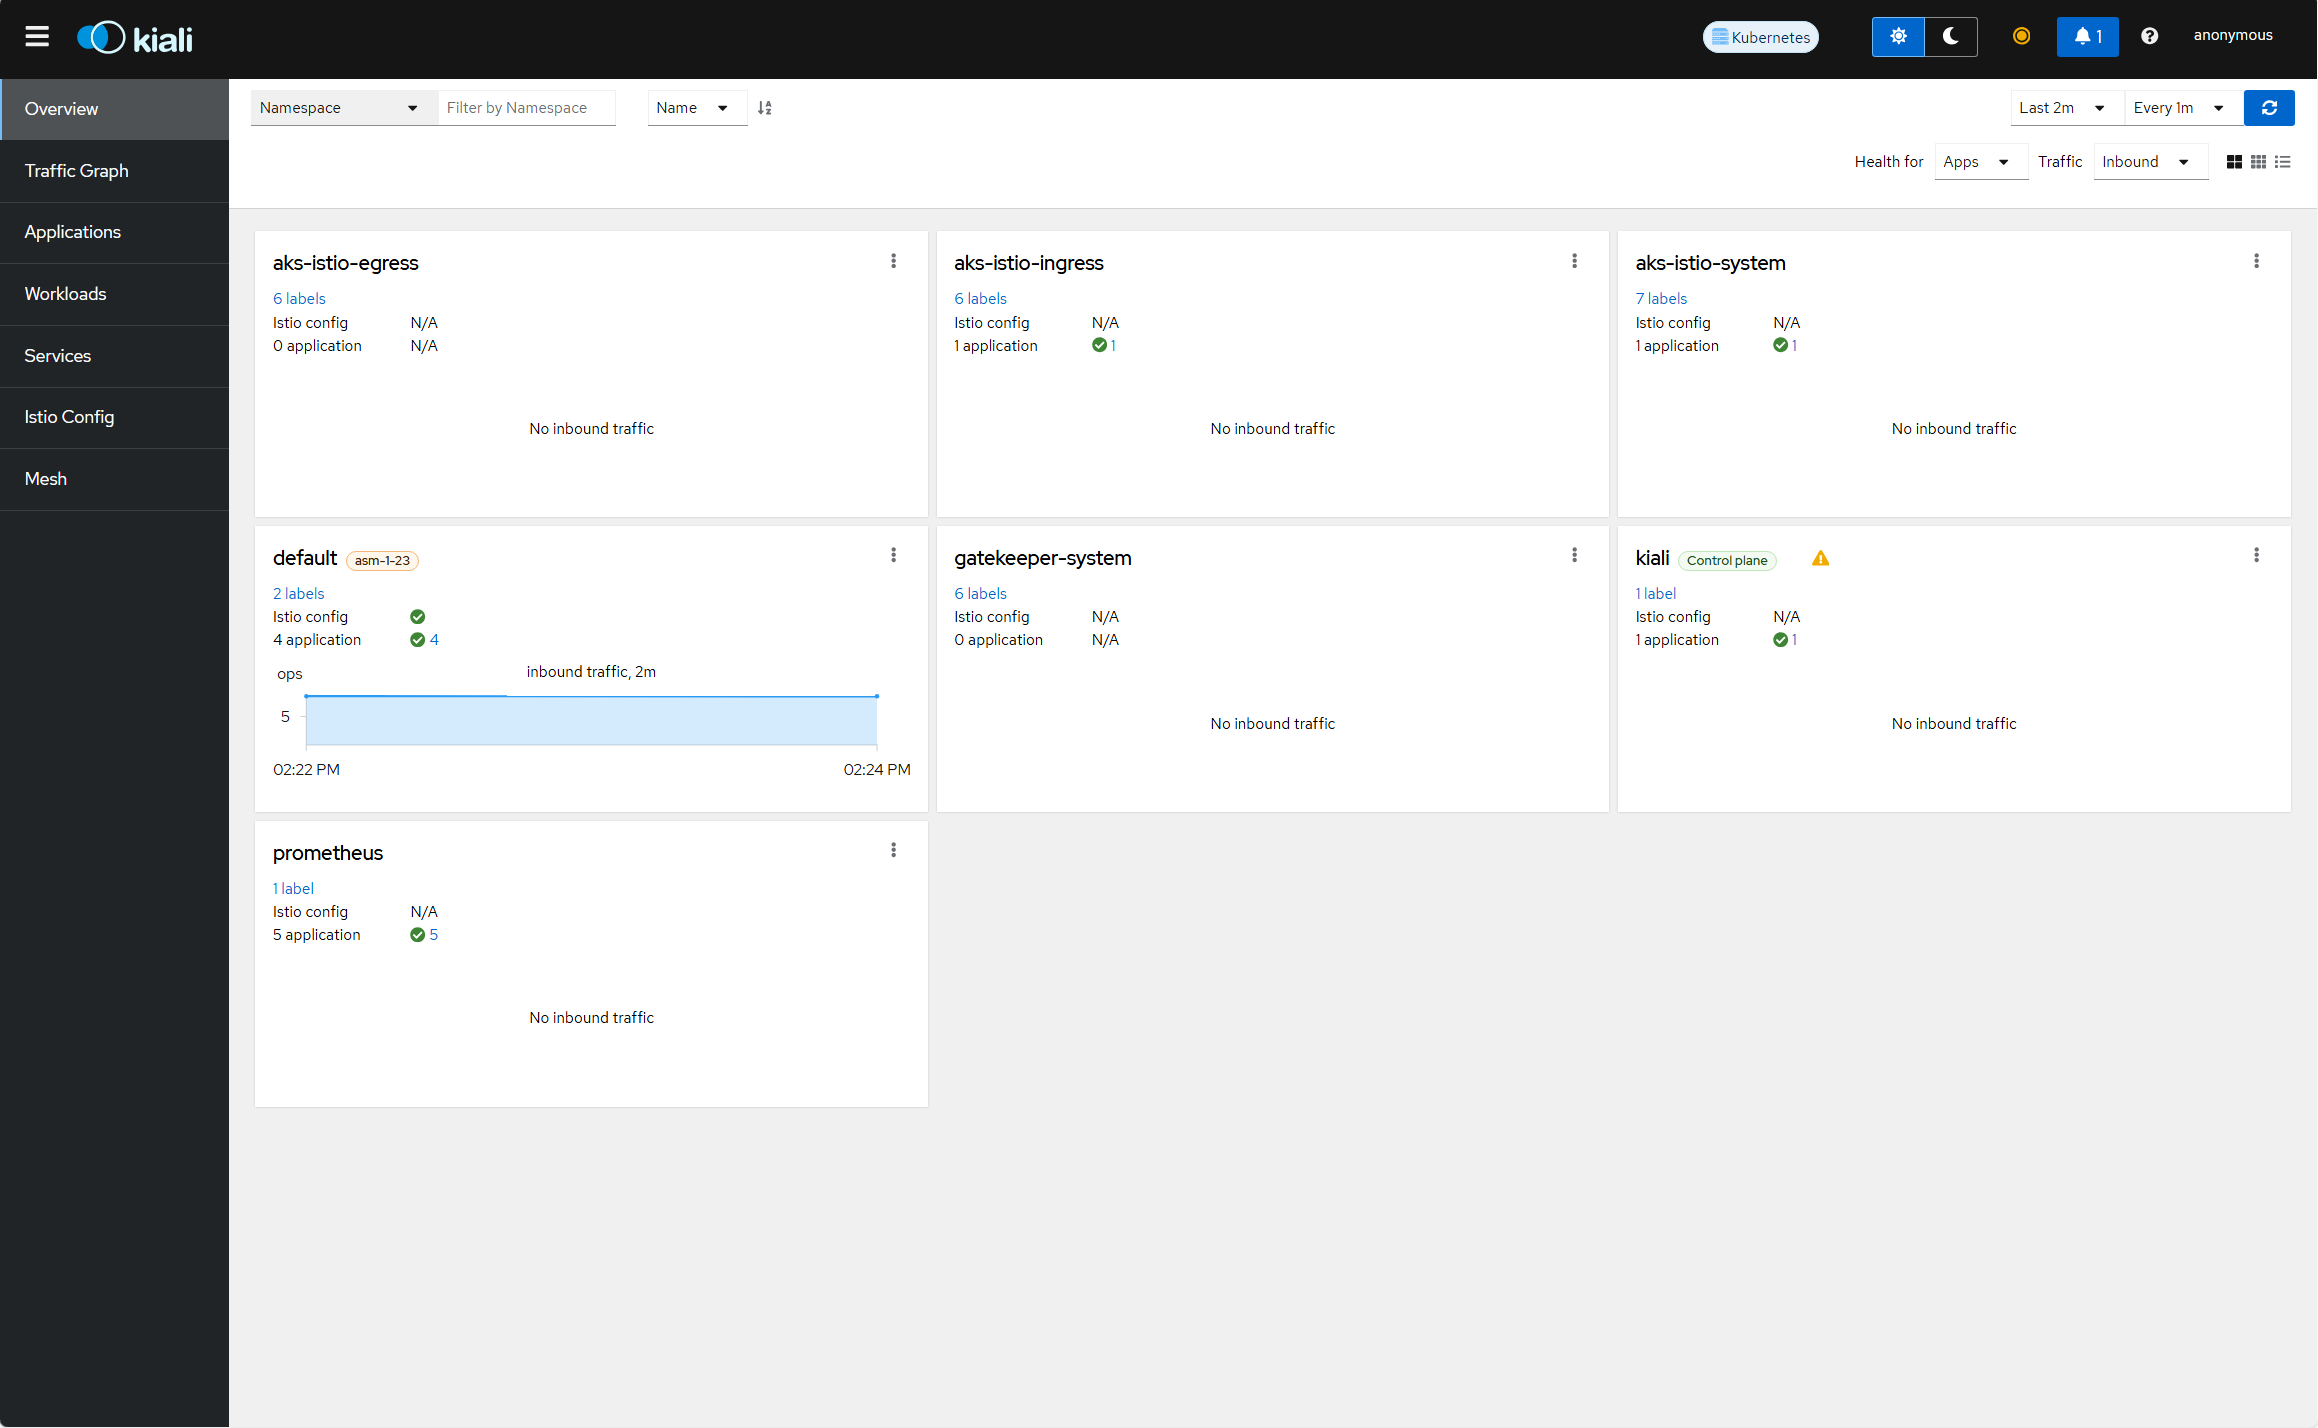 kiali
Kubernetes
1
anonymous
Overview
Traffic Graph
Applications
Workloads
Services
Istio Config
Mesh
Namespace
Filter by Namespace
Name
Last 2m
Every 1m
Health for
Apps
Traffic
Inbound
aks-istio-egress
6 labels
Istio config N/A
0 application N/A
No inbound traffic
aks-istio-ingress
6 labels
Istio config N/A
1 application 1
No inbound traffic
aks-istio-system
7 labels
Istio config N/A
1 application 1
No inbound traffic
default asm-1-23
2 labels
Istio config
4 application 4
ops
inbound traffic, 2m
5
02:22 PM
02:24 PM
gatekeeper-system
6 labels
Istio config N/A
0 application N/A
No inbound traffic
kiali Control plane
1 label
Istio config N/A
1 application 1
No inbound traffic
prometheus
1 label
Istio config N/A
5 application 5
No inbound traffic